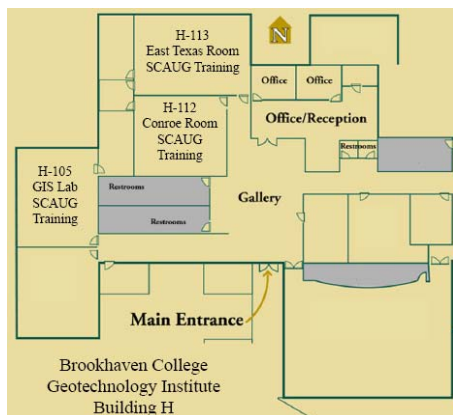 H-113
East Texas Room
SCAUG Training
N
Office
Office
H-112
Conroe Room
SCAUG
Training
Office/Reception
Restrooms
H-105
GIS Lab
SCAUG
Training
Restrooms
Gallery
Restrooms
Main Entrance
Brookhaven College
Geotechnology Institute
Building H